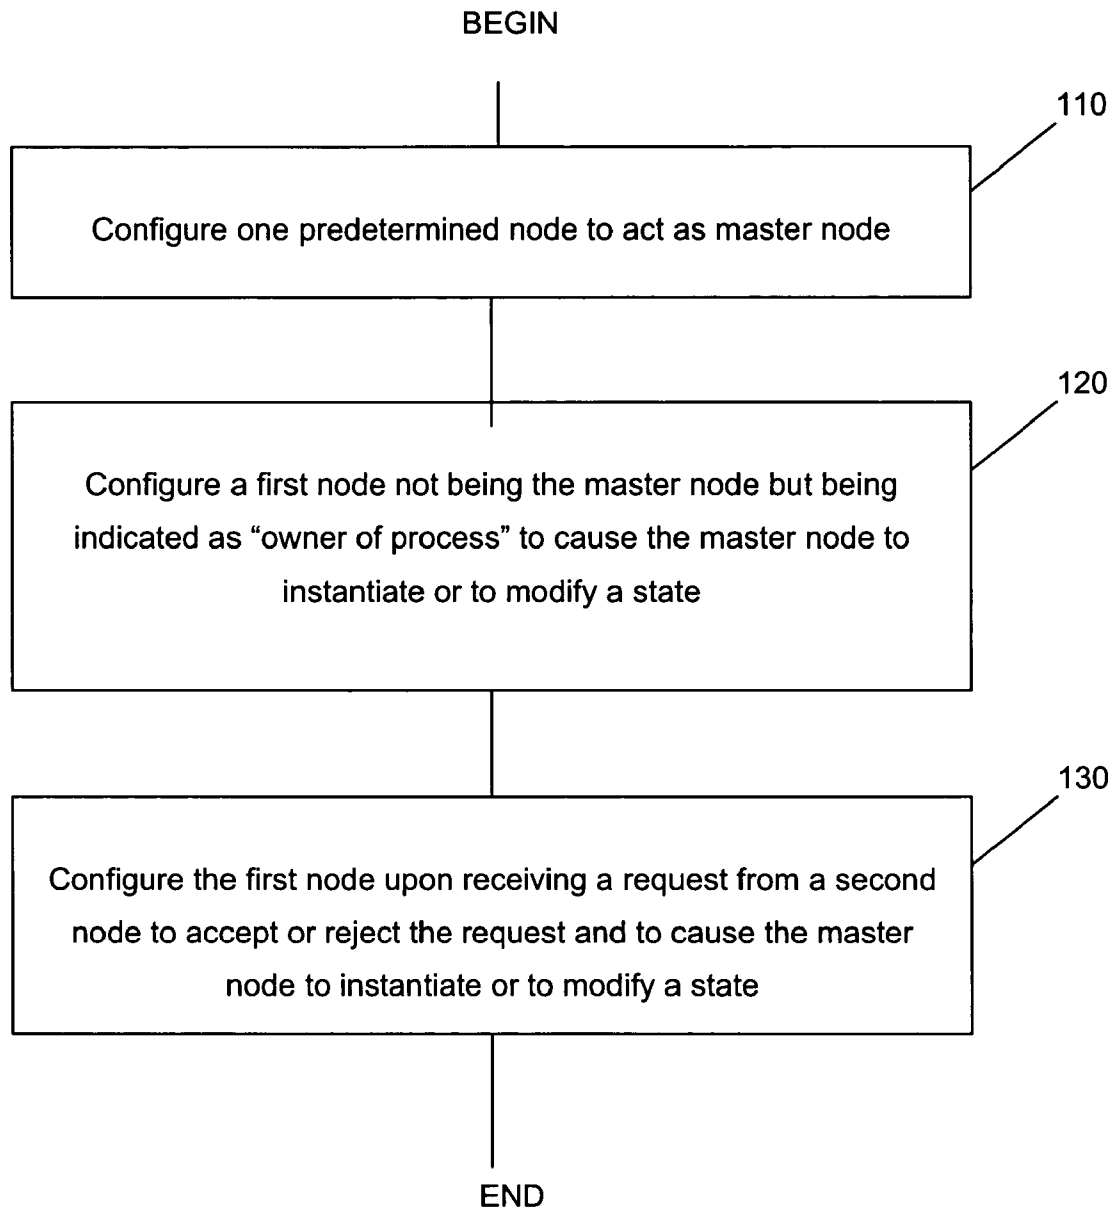 BEGIN
110
Configure one predetermined node to act as master node
120
Configure a first node not being the master node but being
indicated as “owner of process” to cause the master node to
instantiate or to modify a state
130
Configure the first node upon receiving a request from a second
node to accept or reject the request and to cause the master
node to instantiate or to modify a state
END